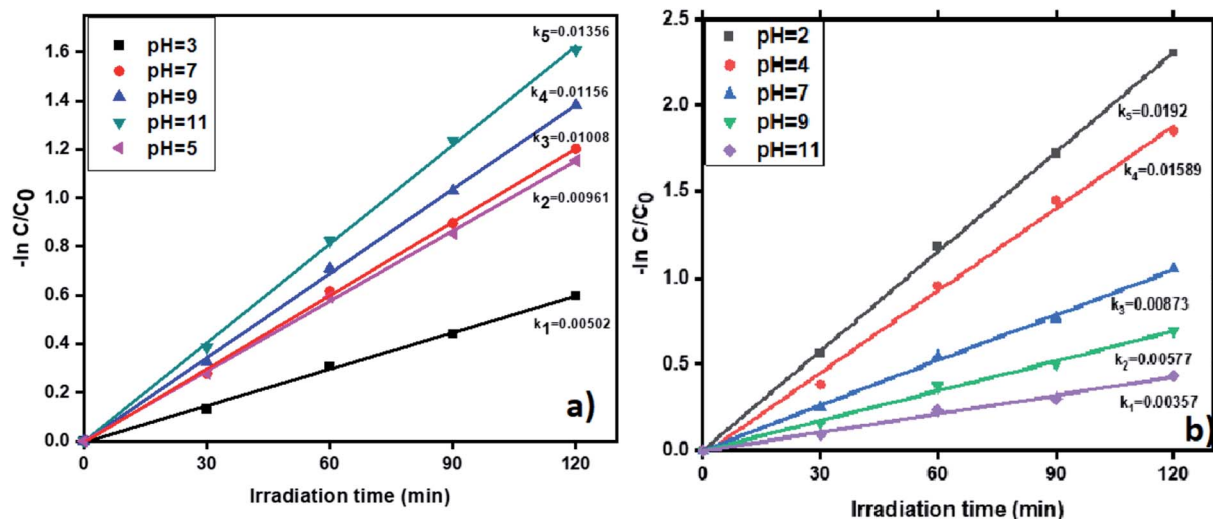 pH=3
pH=7
pH=9
pH=11
pH=5
k5=0.01356
k4=0.01156
k3=0.01008
k2=0.00961
k1=0.00502
a)
-ln C/C0
1.6
1.4
1.2
1.0
0.8
0.6
0.4
0.2
0.0
0 30 60 90 120
Irradiation time (min)
pH=2
pH=4
pH=7
pH=9
pH=11
k5=0.0192
k4=0.01589
k3=0.00873
k2=0.00577
k1=0.00357
b)
-ln C/C0
2.5
2.0
1.5
1.0
0.5
0.0
0 30 60 90 120
Irradiation time (min)